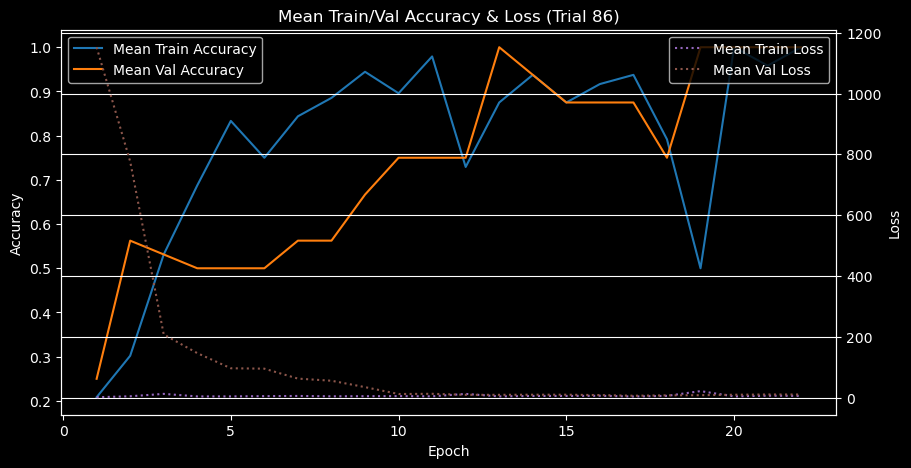 Mean Train/Val Accuracy & Loss (Trial 86)
Mean Train Accuracy
Mean Val Accuracy
Mean Train Loss
Mean Val Loss
1.0
0.9
0.8
0.7
0.6
0.5
0.4
0.3
0.2
Accuracy
1200
1000
800
600
400
200
0
Loss
0
5
10
15
20
Epoch